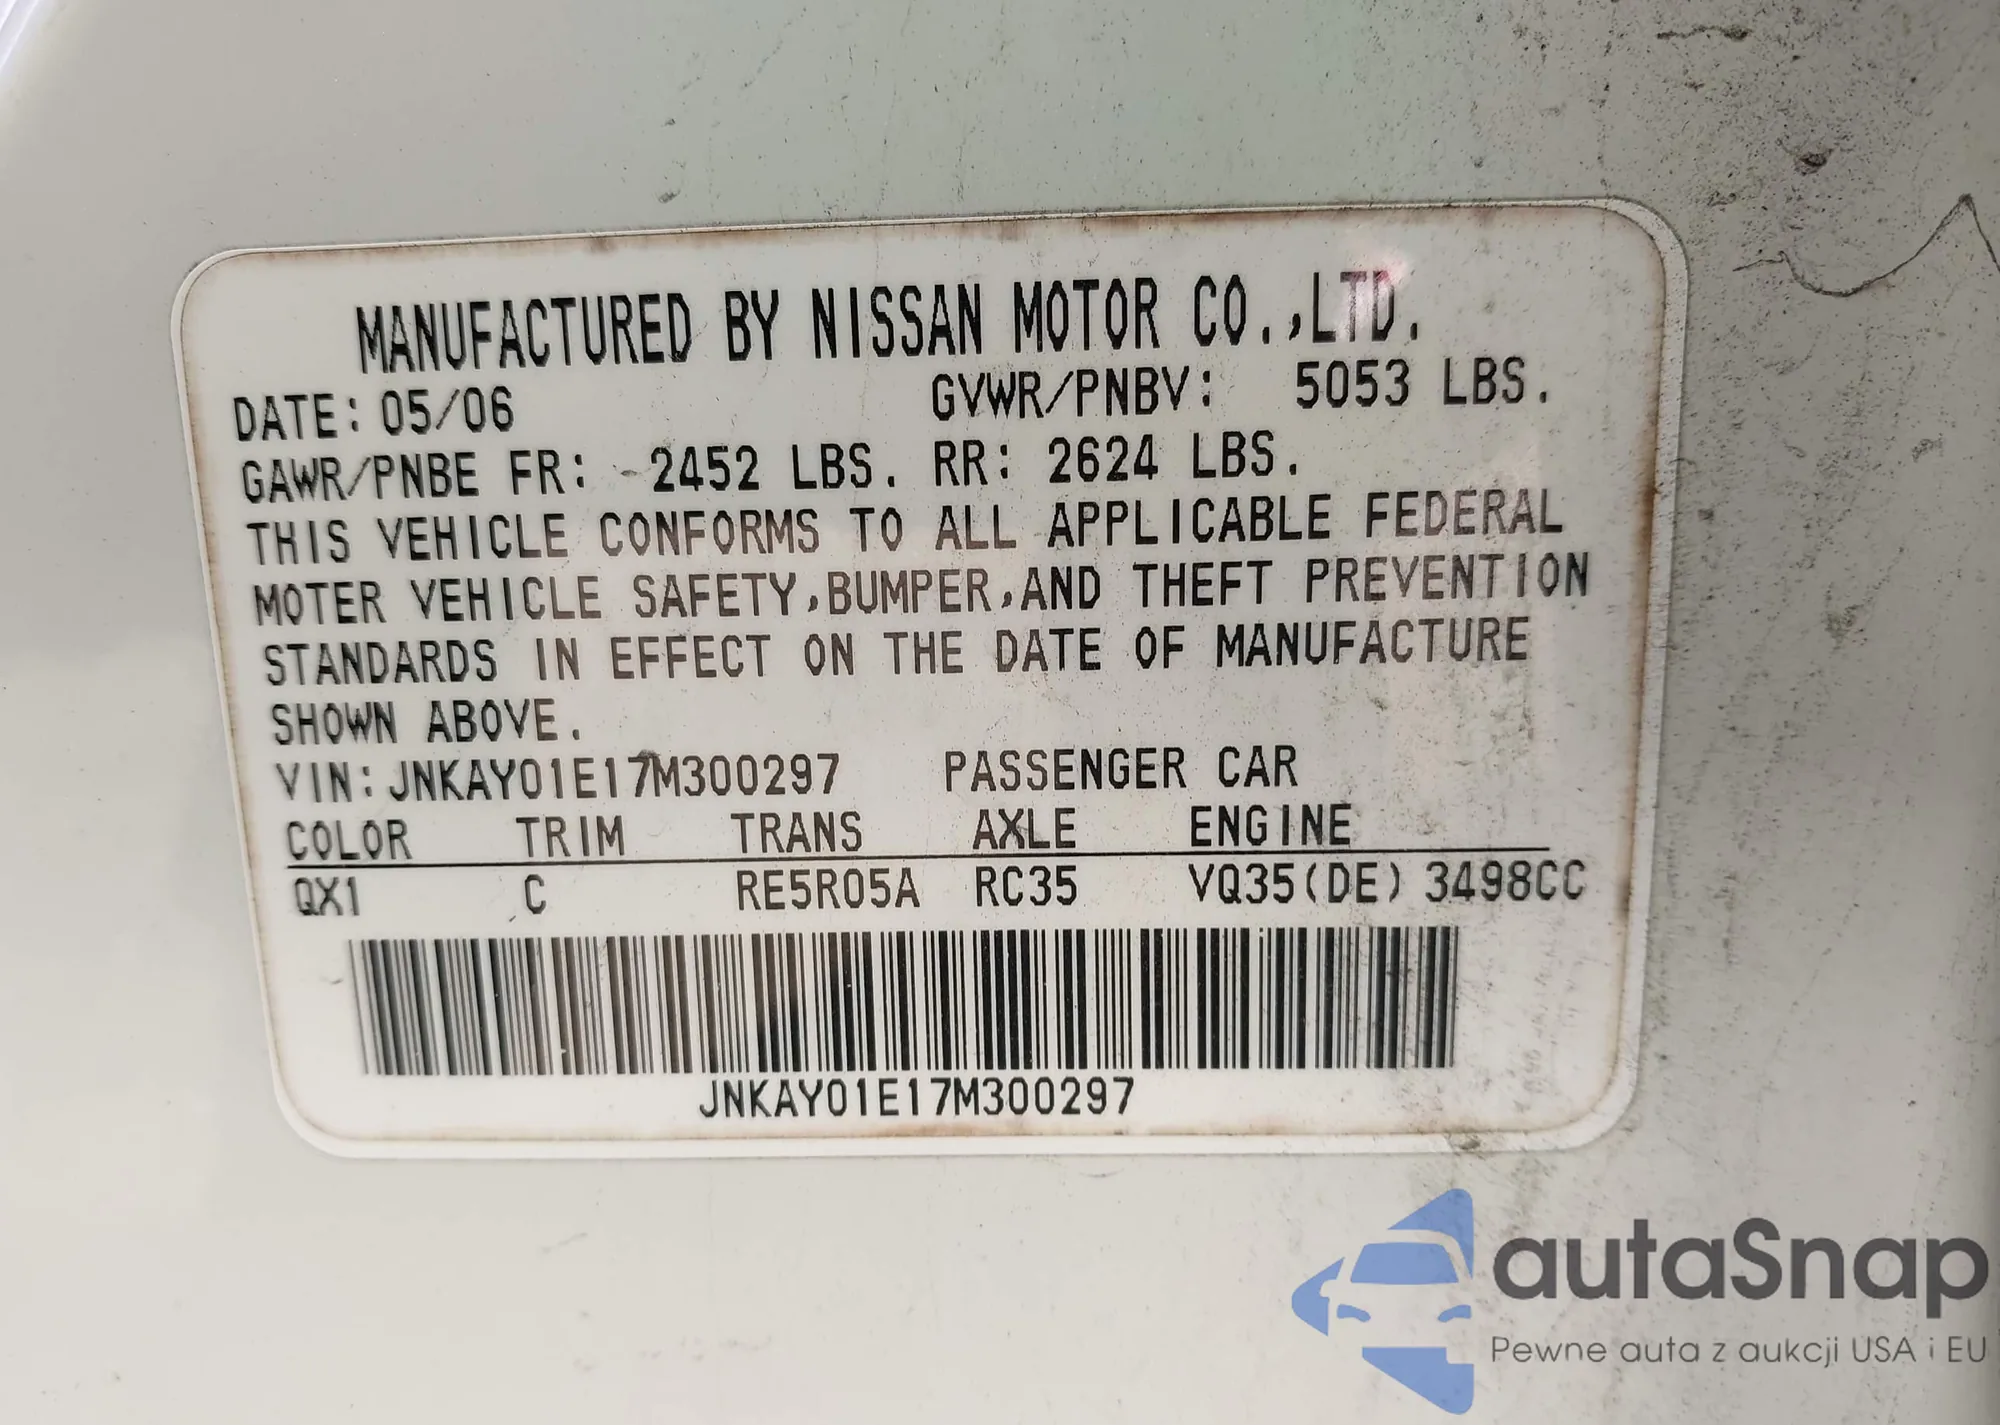 MANUFACTURED BY NISSAN MOTOR CO.,LTD.
DATE: 05/06 GVWR/PNBV: 5053 LBS.
GAWR/PNBE FR: 2452 LBS. RR: 2624 LBS.
THIS VEHICLE CONFORMS TO ALL APPLICABLE FEDERAL
MOTER VEHICLE SAFETY,BUMPER,AND THEFT PREVENTION
STANDARDS IN EFFECT ON THE DATE OF MANUFACTURE
SHOWN ABOVE.
VIN:JNKAY01E17M300297 PASSENGER CAR
COLOR TRIM TRANS AXLE ENGINE
QX1 C RE5R05A RC35 VQ35(DE) 3498CC
JNKAY01E17M300297
autaSnap
Pewne auta z aukcji USA i EU